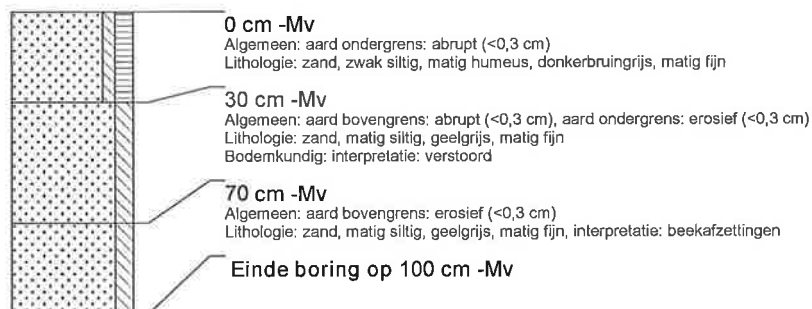 0 cm -Mv
Algemeen: aard ondergrens: abrupt (<0,3 cm)
Lithologie: zand, zwak siltig, matig humeus, donkerbruingrijs, matig fijn
30 cm -Mv
Algemeen: aard bovengrens: abrupt (<0,3 cm), aard ondergrens: erosief (<0,3 cm)
Lithologie: zand, matig siltig, geelgrijs, matig fijn
Bodemkundig: interpretatie: verstoord
70 cm -Mv
Algemeen: aard bovengrens: erosief (<0,3 cm)
Lithologie: zand, matig siltig, geelgrijs, matig fijn, interpretatie: beekafzettingen
Einde boring op 100 cm -Mv